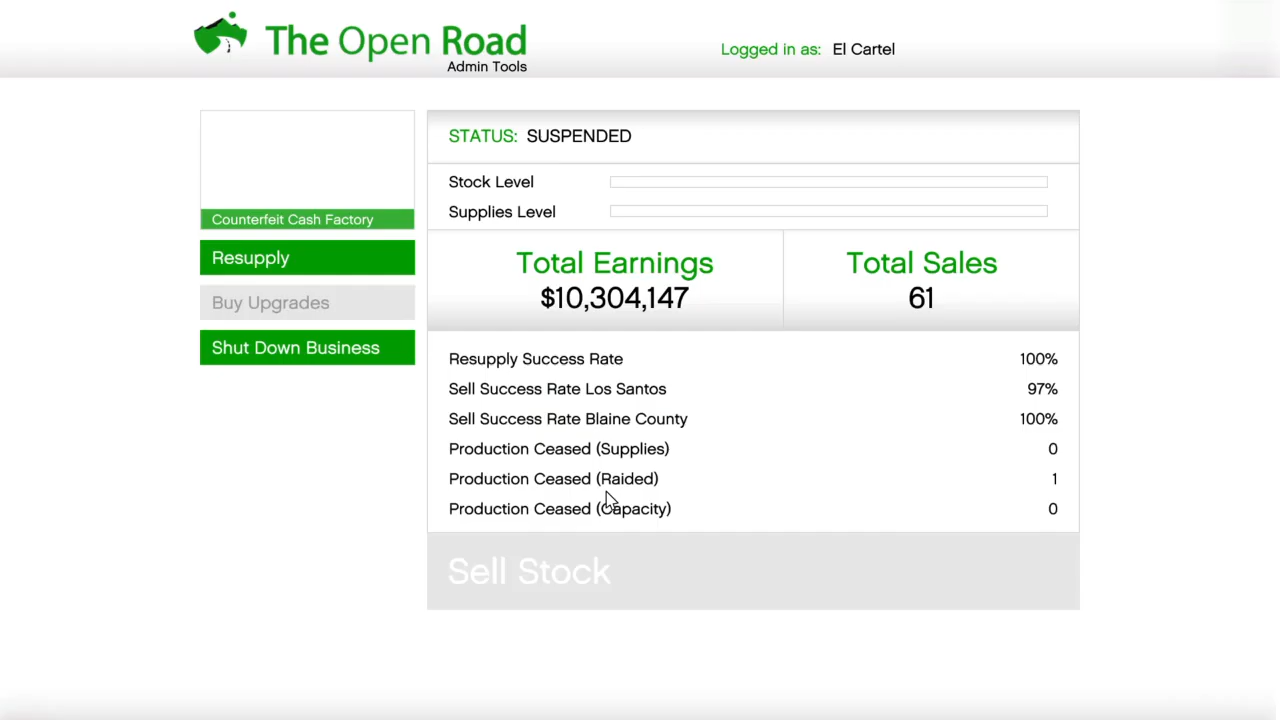 The Open Road
Admin Tools
Logged in as: El Cartel
Counterfeit Cash Factory
Resupply
Buy Upgrades
Shut Down Business
STATUS: SUSPENDED
Stock Level
Supplies Level
Total Earnings
$10,304,147
Total Sales
61
Resupply Success Rate 100%
Sell Success Rate Los Santos 97%
Sell Success Rate Blaine County 100%
Production Ceased (Supplies) 0
Production Ceased (Raided) 1
Production Ceased (Capacity) 0
Sell Stock